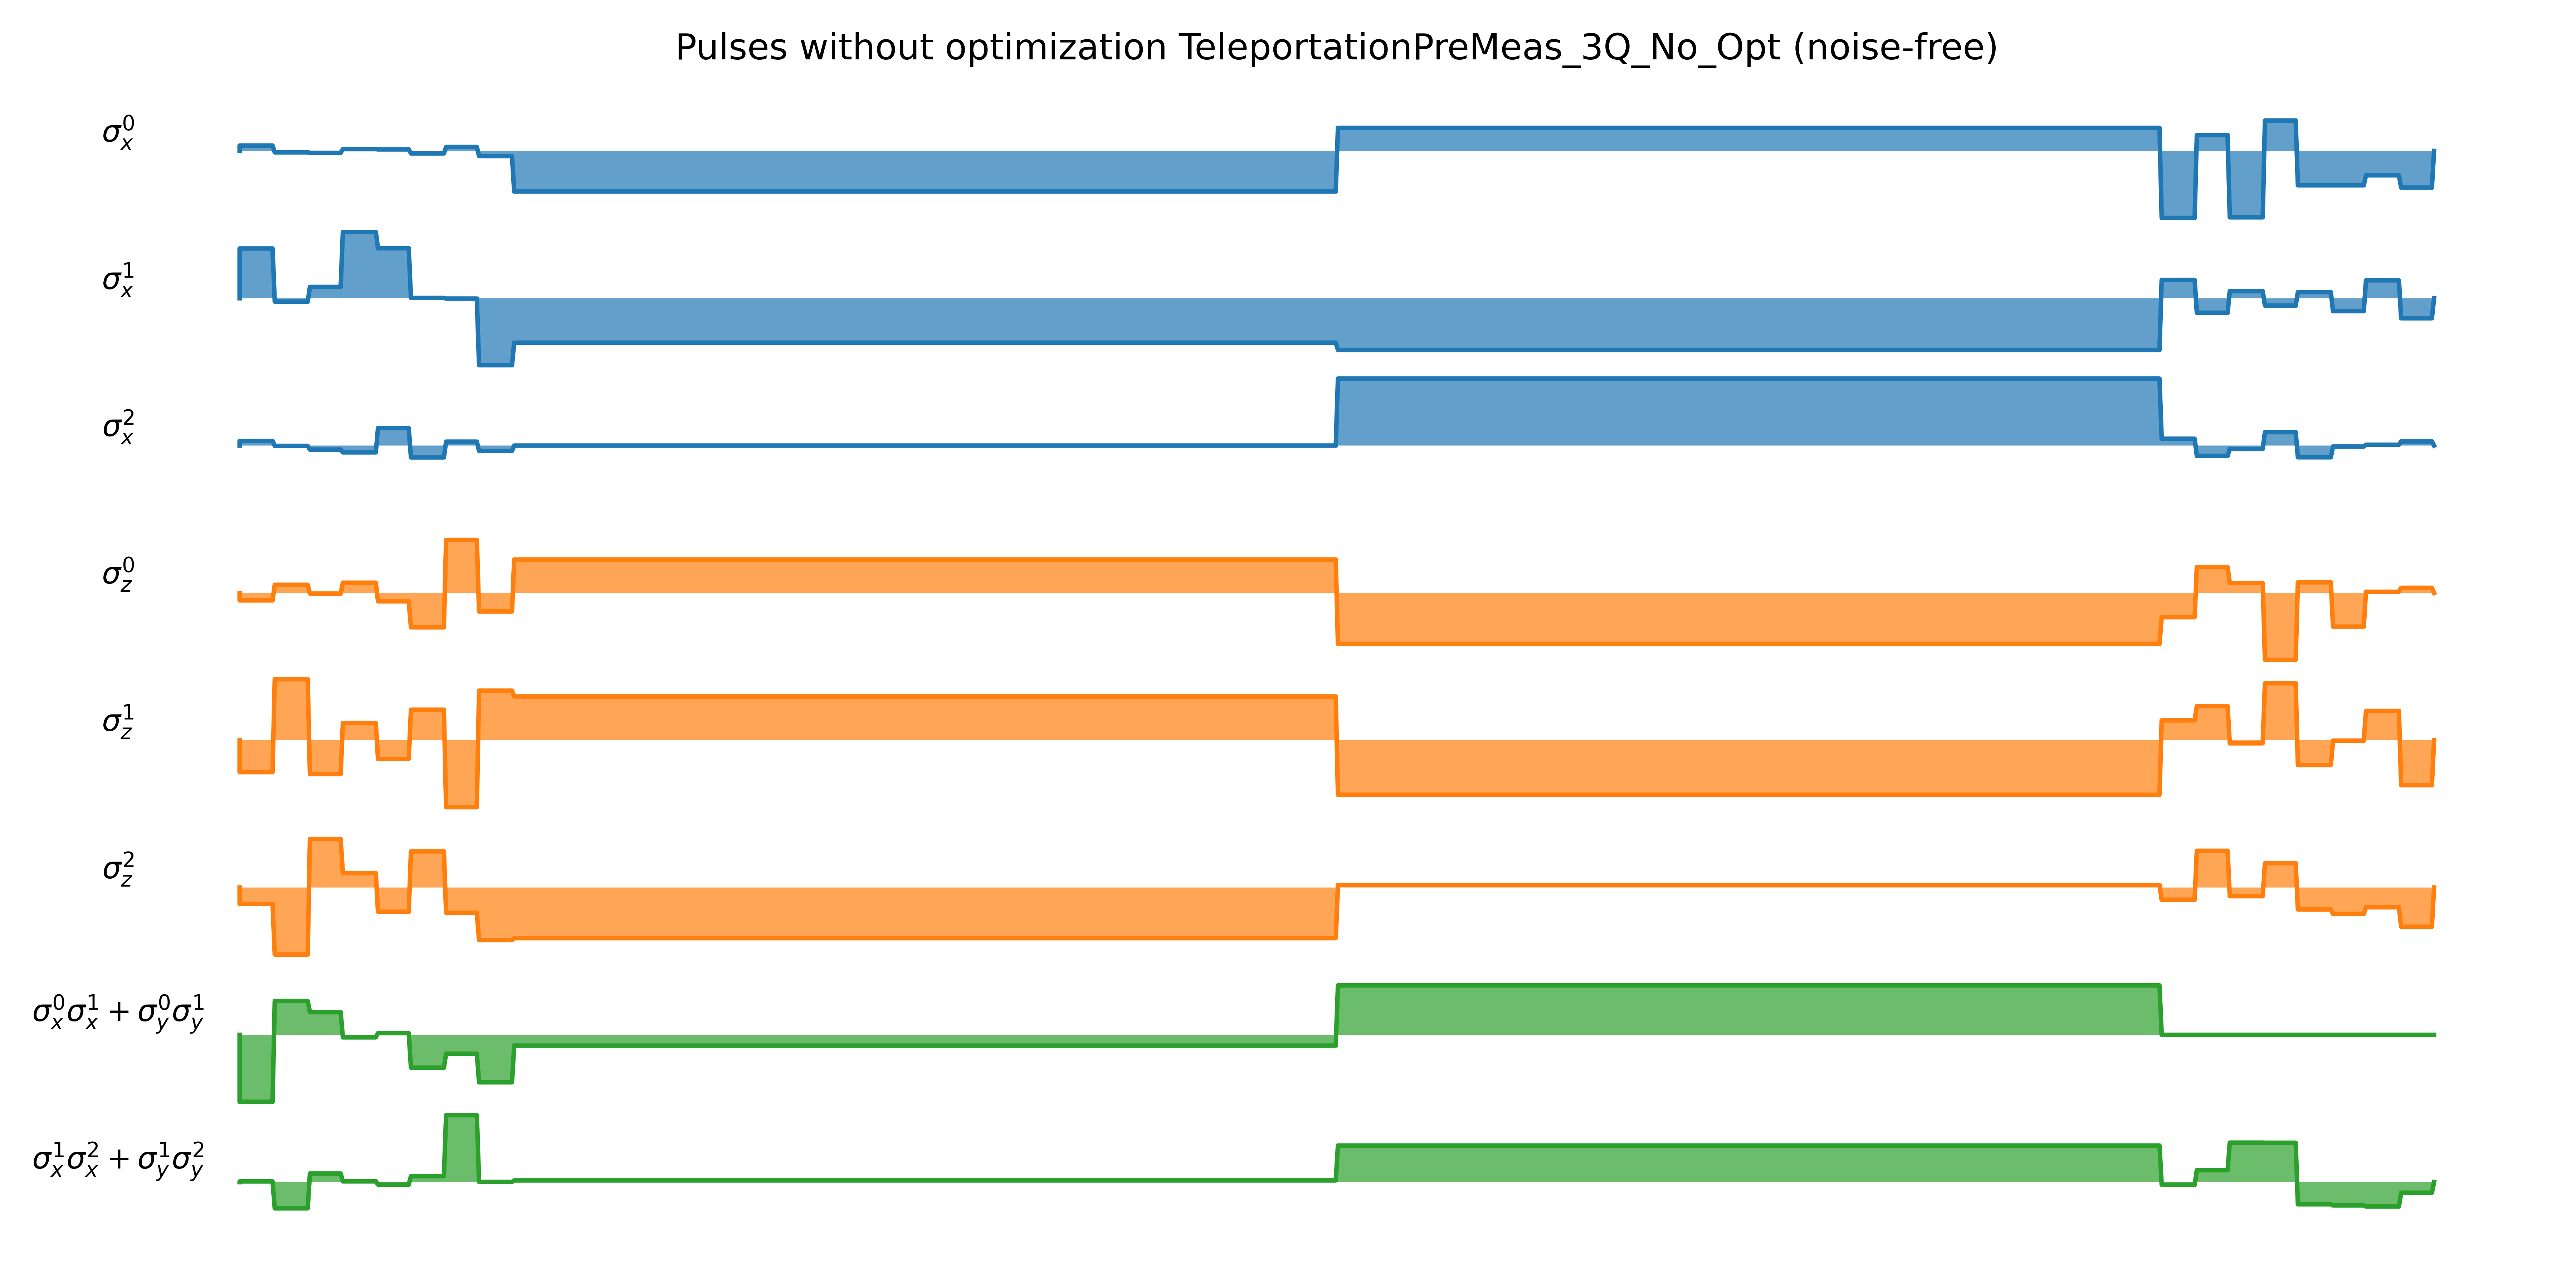 Pulses without optimization TeleportationPreMeas_3Q_No_Opt (noise-free)
σ_x^0
σ_x^1
σ_x^2
σ_z^0
σ_z^1
σ_z^2
σ_x^0σ_x^1 + σ_y^0σ_y^1
σ_x^1σ_x^2 + σ_y^1σ_y^2